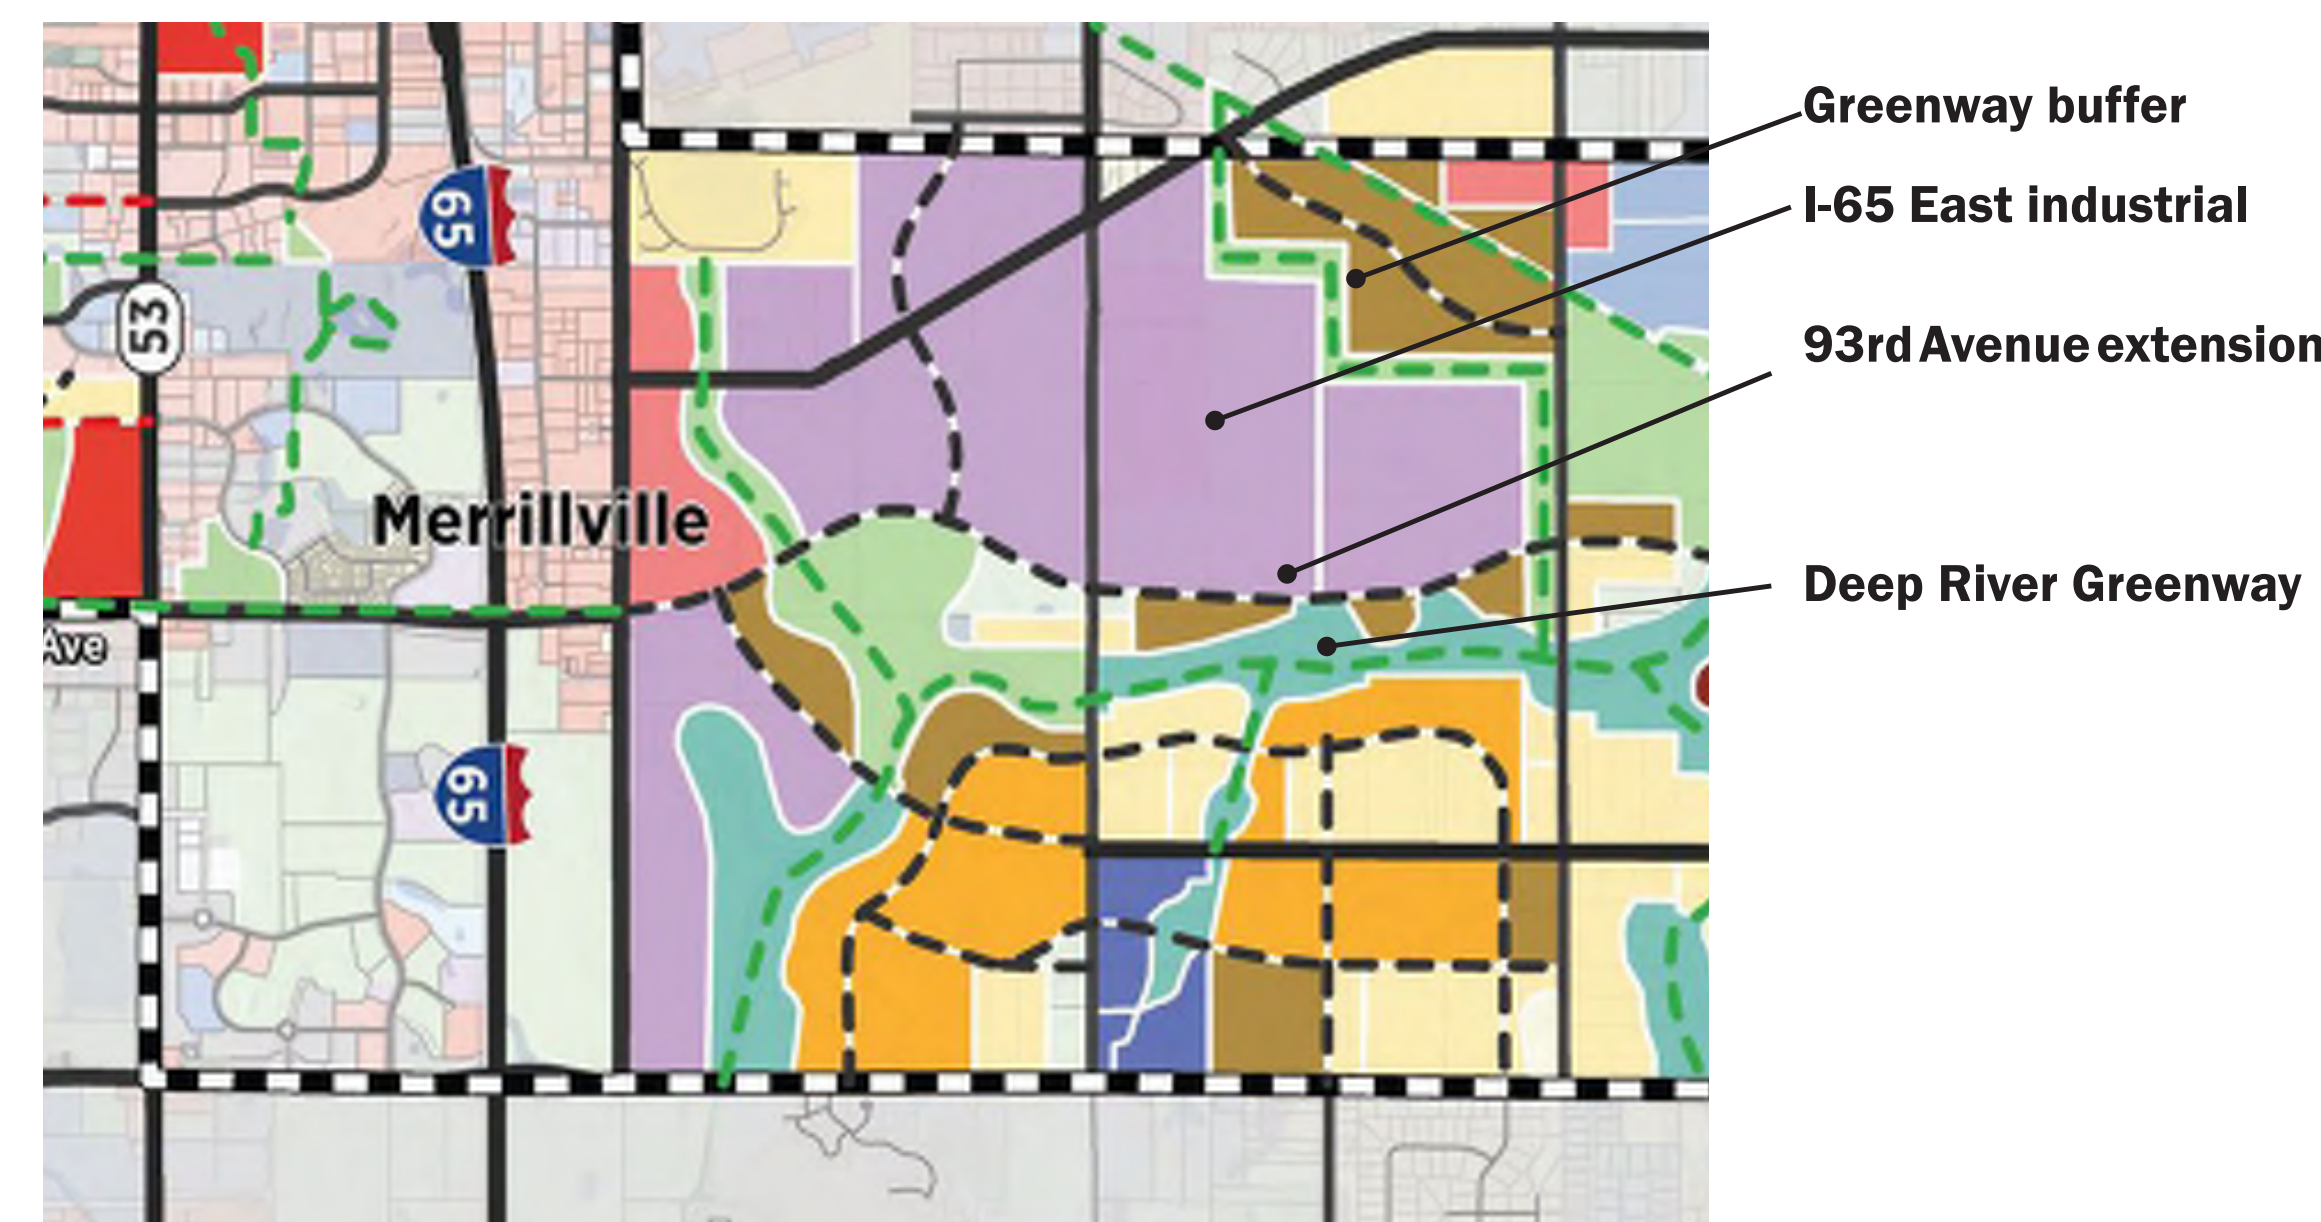 Greenway buffer
I-65 East industrial
65
53
93rd Avenue extension
Merrillville
Deep River Greenway
Ave
65